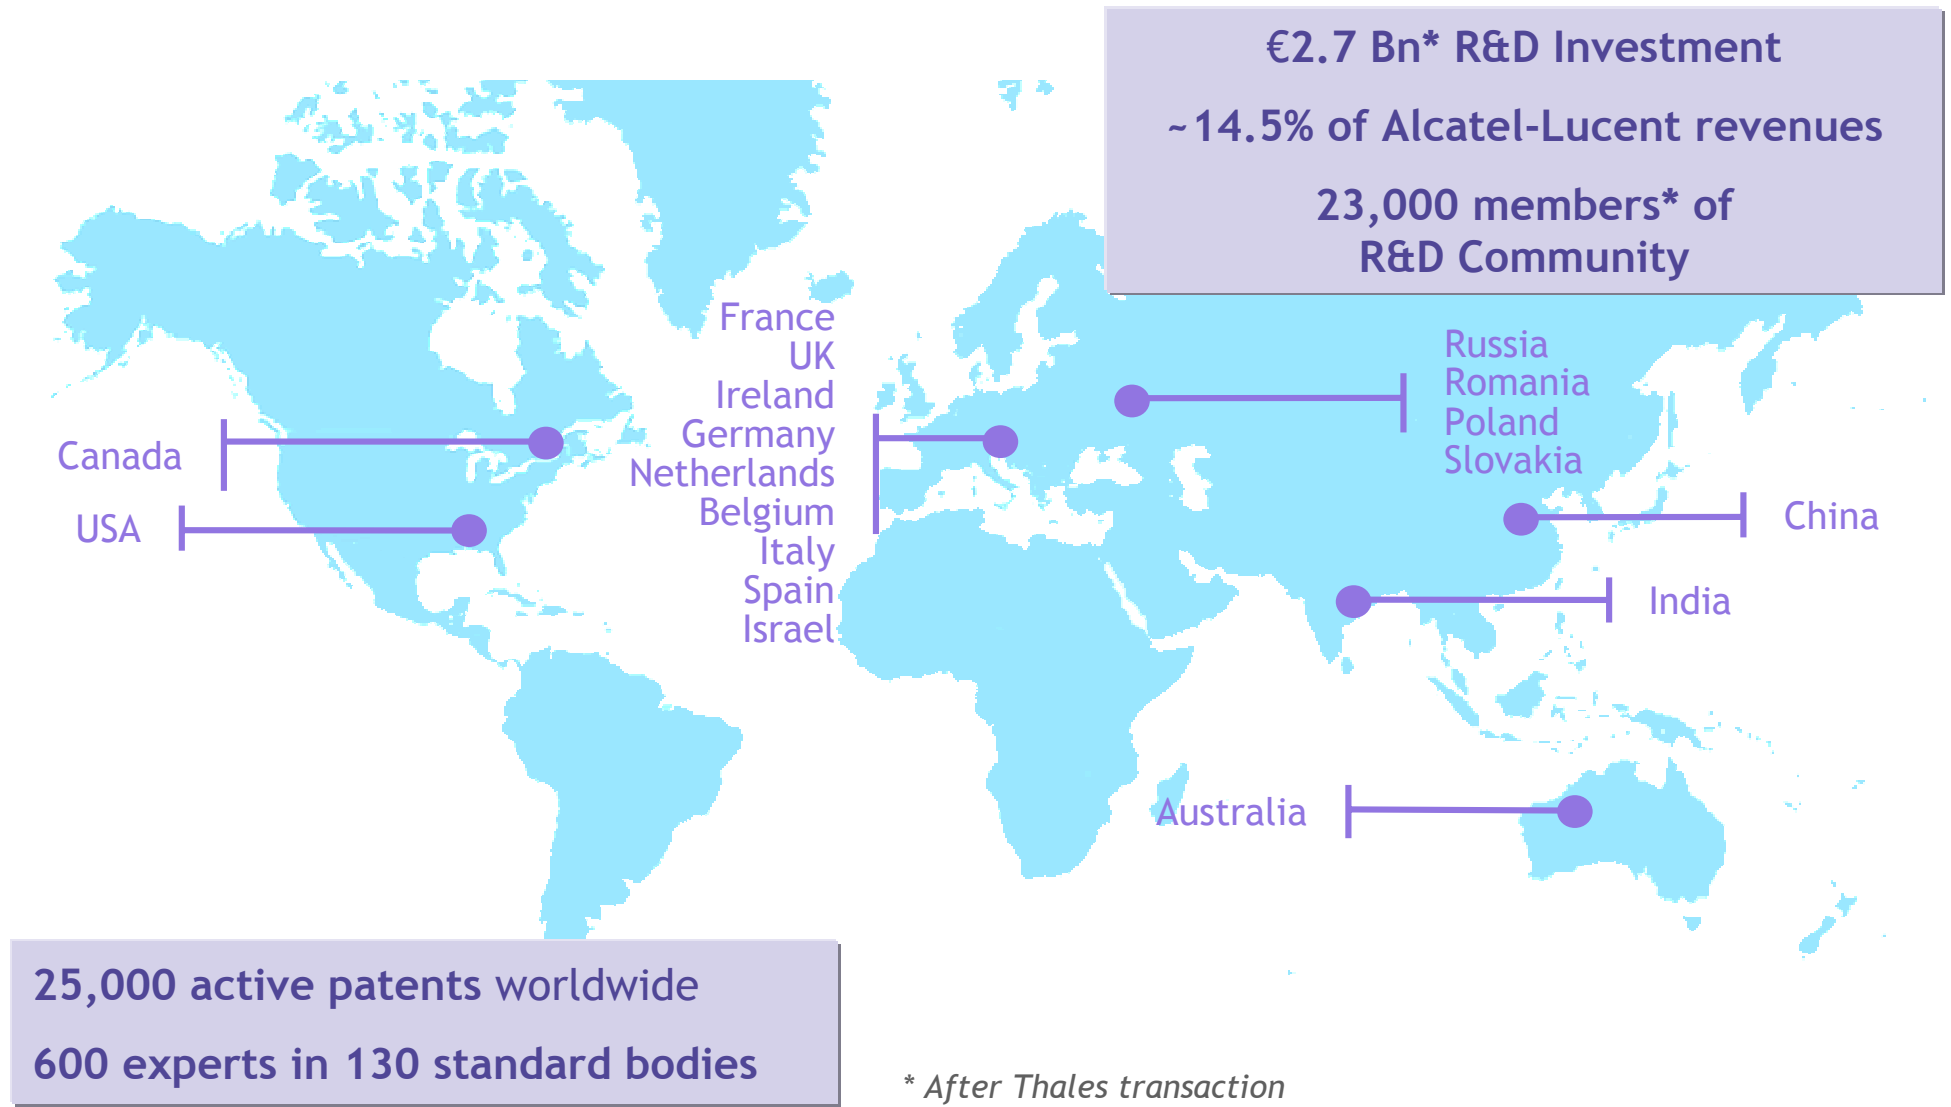 €2.7 Bn* R&D Investment
~14.5% of Alcatel-Lucent revenues
23,000 members* of
R&D Community
France
UK
Ireland
Germany
Netherlands
Belgium
Italy
Spain
Israel
Russia
Romania
Poland
Slovakia
Canada
USA
China
India
Australia
25,000 active patents worldwide
600 experts in 130 standard bodies
* After Thales transaction